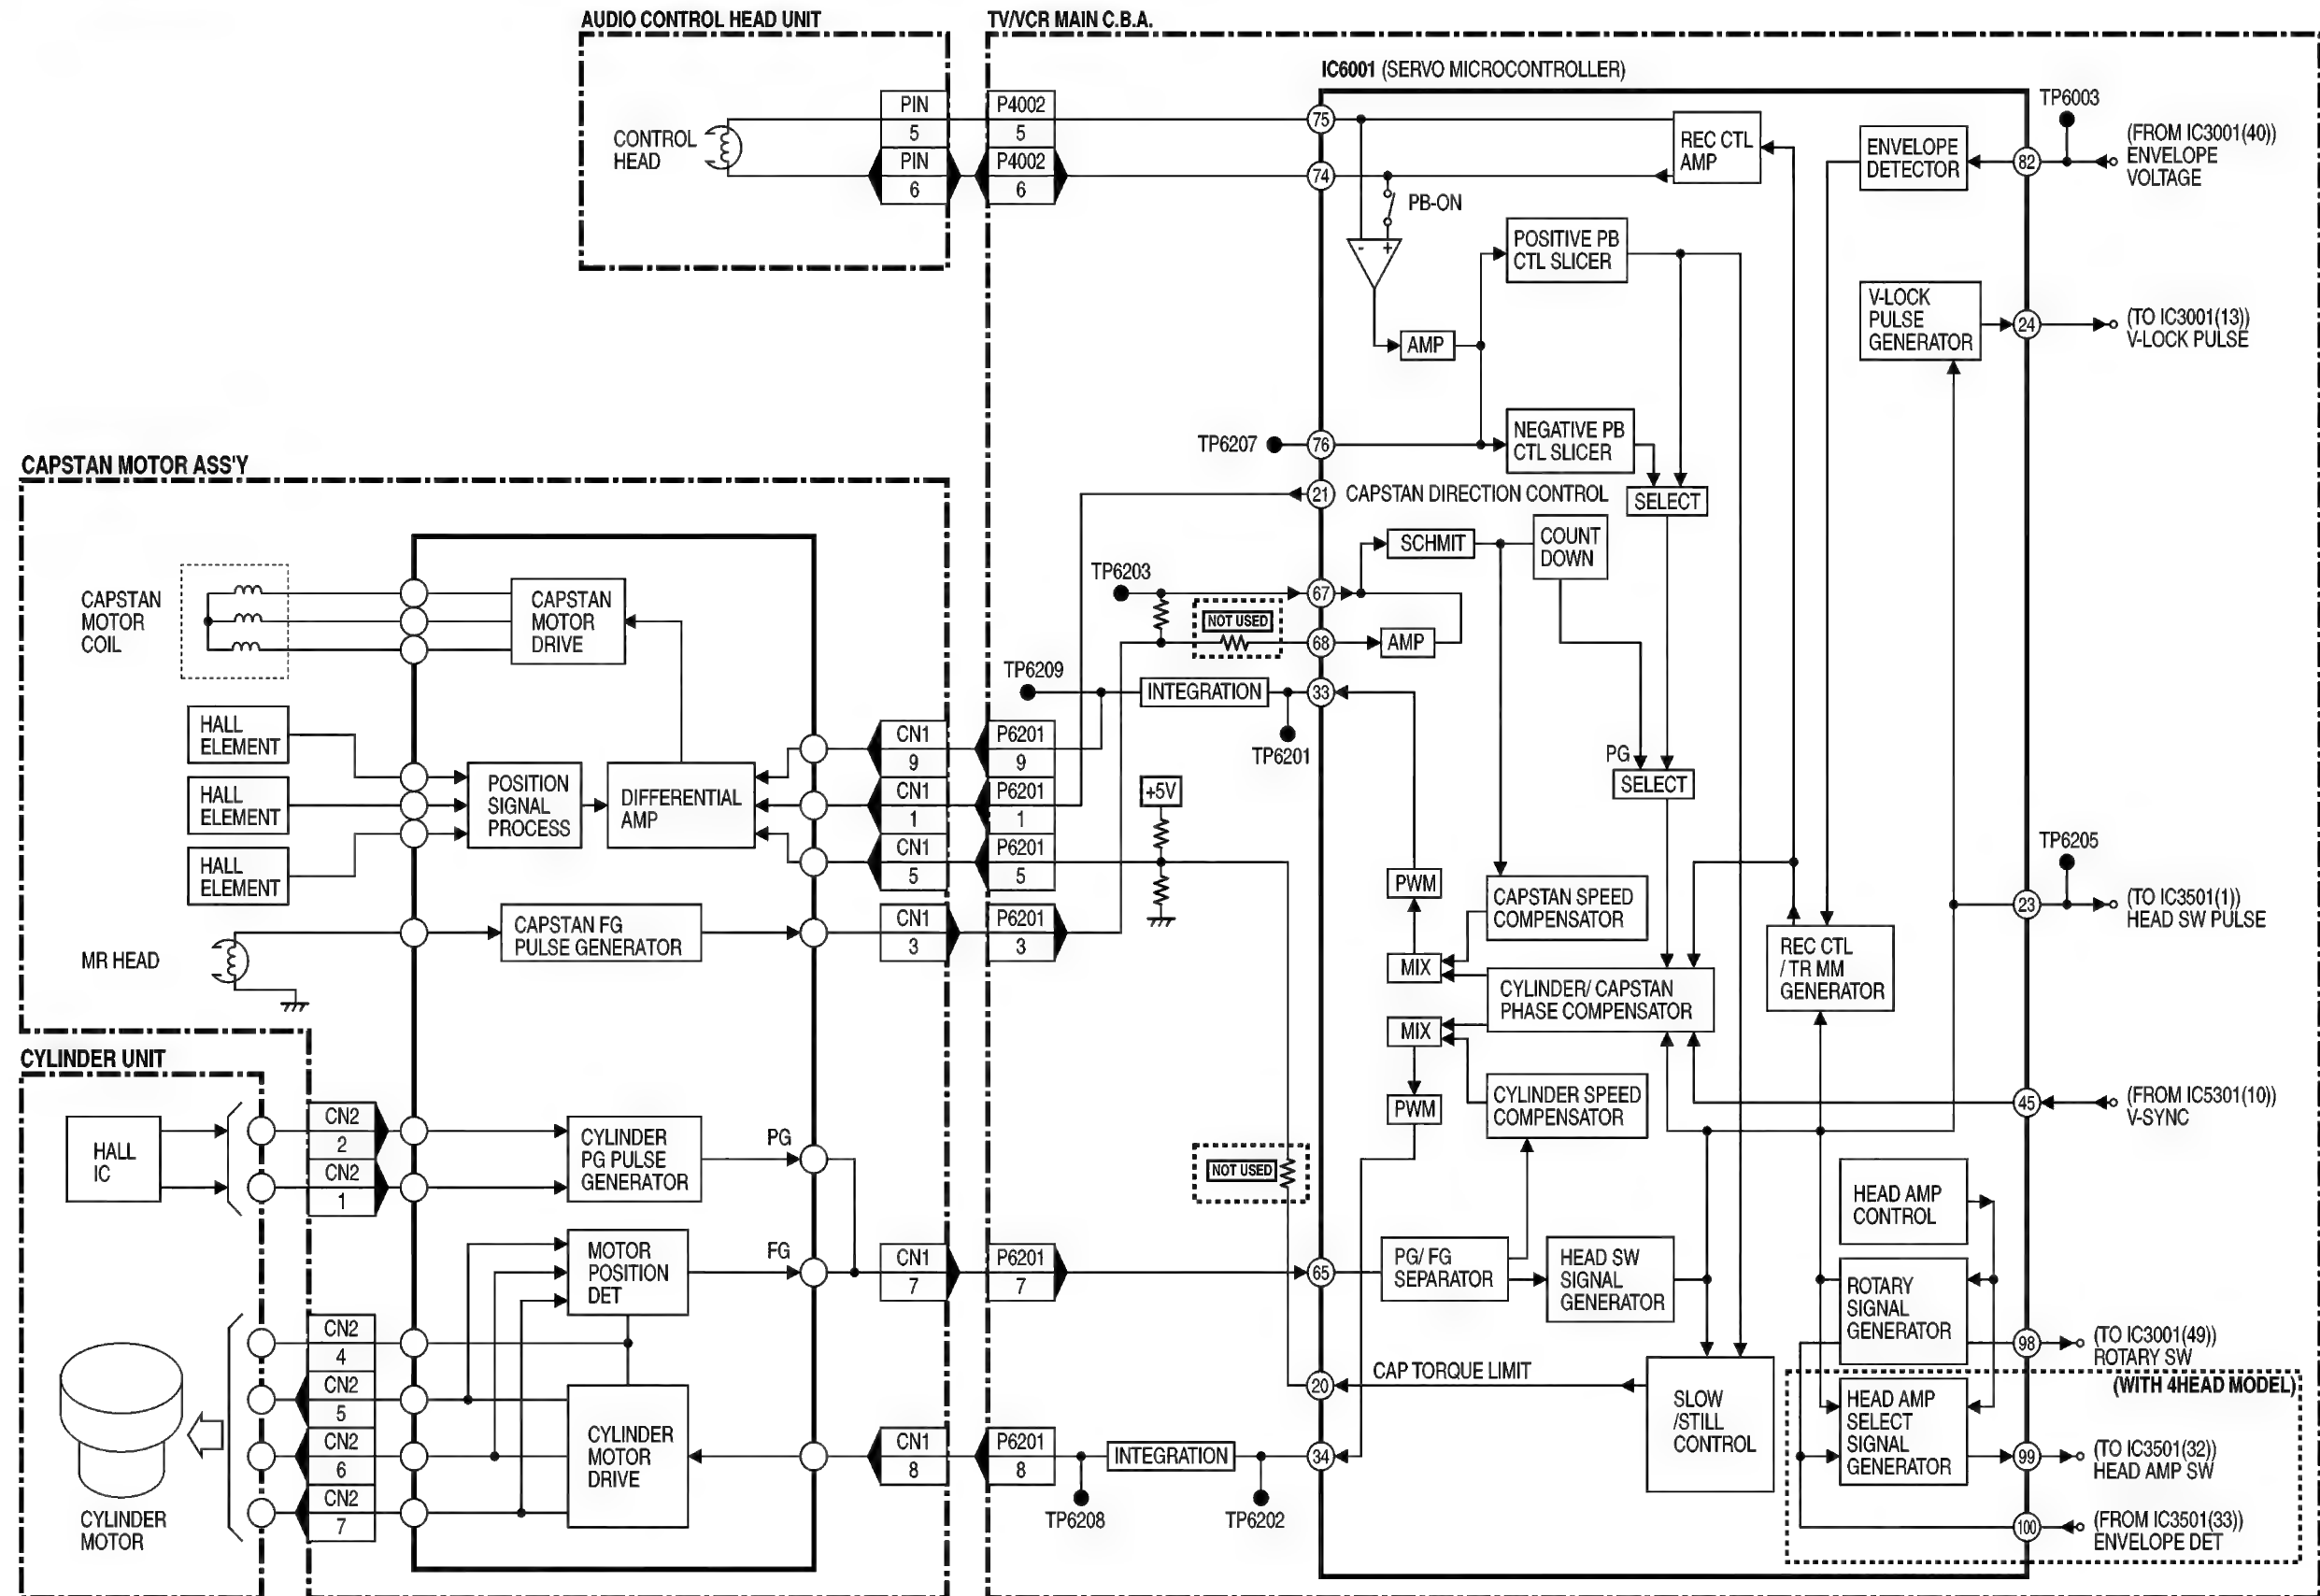 AUDIO CONTROL HEAD UNIT
TV/VCR MAIN C.B.A.
IC6001 (SERVO MICROCONTROLLER)
CONTROL
HEAD
PIN
5
PIN
6
P4002
5
P4002
6
75
74
REC CTL
AMP
PB-ON
- +
AMP
POSITIVE PB
CTL SLICER
NEGATIVE PB
CTL SLICER
ENVELOPE
DETECTOR
82
TP6003
(FROM IC3001(40))
ENVELOPE
VOLTAGE
V-LOCK
PULSE
GENERATOR
24
(TO IC3001(13))
V-LOCK PULSE
TP6207
76
21
CAPSTAN DIRECTION CONTROL
SELECT
SCHMIT
COUNT
DOWN
TP6203
67
NOT USED
68
AMP
TP6209
INTEGRATION
33
TP6201
PG
SELECT
+5V
PWM
CAPSTAN SPEED
COMPENSATOR
MIX
CYLINDER/ CAPSTAN
PHASE COMPENSATOR
MIX
PWM
CYLINDER SPEED
COMPENSATOR
REC CTL
/ TR MM
GENERATOR
TP6205
23
(TO IC3501(1))
HEAD SW PULSE
45
(FROM IC5301(10))
V-SYNC
CAPSTAN MOTOR ASS'Y
CAPSTAN
MOTOR
COIL
CAPSTAN
MOTOR
DRIVE
HALL
ELEMENT
HALL
ELEMENT
HALL
ELEMENT
POSITION
SIGNAL
PROCESS
DIFFERENTIAL
AMP
CN1
9
CN1
1
CN1
5
CN1
3
P6201
9
P6201
1
P6201
5
P6201
3
MR HEAD
CAPSTAN FG
PULSE GENERATOR
CYLINDER UNIT
HALL
IC
CN2
2
CN2
1
CYLINDER
PG PULSE
GENERATOR
PG
MOTOR
POSITION
DET
FG
CN1
7
P6201
7
CN2
4
CN2
5
CN2
6
CN2
7
CYLINDER
MOTOR
CYLINDER
MOTOR
DRIVE
CN1
8
P6201
8
TP6208
INTEGRATION
TP6202
34
NOT USED
65
PG/ FG
SEPARATOR
HEAD SW
SIGNAL
GENERATOR
20
CAP TORQUE LIMIT
SLOW
/STILL
CONTROL
HEAD AMP
CONTROL
ROTARY
SIGNAL
GENERATOR
98
(TO IC3001(49))
ROTARY SW
(WITH 4HEAD MODEL)
HEAD AMP
SELECT
SIGNAL
GENERATOR
99
(TO IC3501(32))
HEAD AMP SW
100
(FROM IC3501(33))
ENVELOPE DET